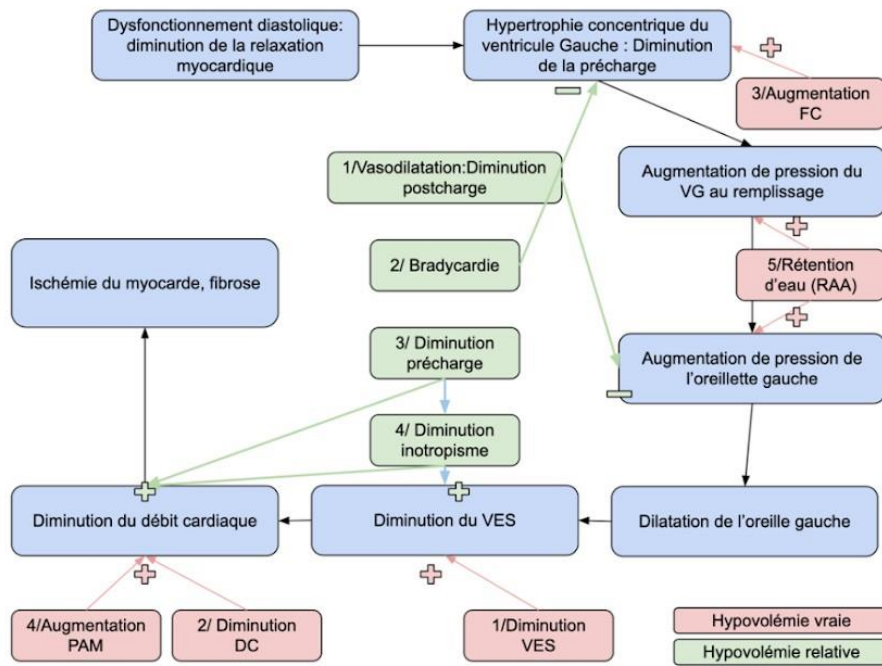 Dysfonctionnement diastolique:
diminution de la relaxation
myocardique
Hypertrophie concentrique du
ventricule Gauche : Diminution
de la précharge
3/Augmentation
FC
1/Vasodilatation:Diminution
postcharge
Augmentation de pression du
VG au remplissage
2/ Bradycardie
Ischémie du myocarde, fibrose
5/Rétention
d'eau (RAA)
3/ Diminution
précharge
Augmentation de pression de
l'oreillette gauche
4/ Diminution
inotropisme
Diminution du débit cardiaque
Diminution du VES
Dilatation de l'oreille gauche
4/Augmentation
PAM
2/ Diminution
DC
1/Diminution
VES
Hypovolémie vraie
Hypovolémie relative